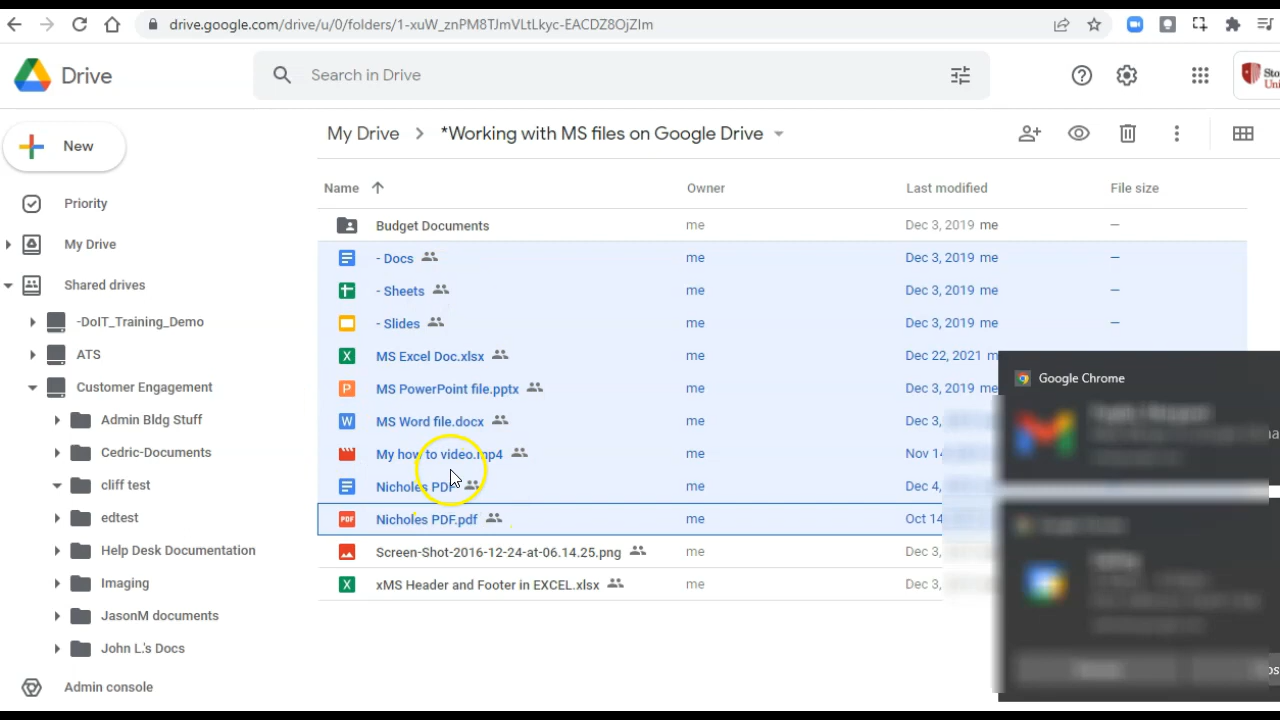 drive.google.com/drive/u/0/folders/1-xuW_znPM8TJmVLtLkyc-EACDZ8OjZIm
Drive
Search in Drive
Sto
Uni
New
My Drive > *Working with MS files on Google Drive
Name Owner Last modified File size
Priority
My Drive
Shared drives
-DoIT_Training_Demo
ATS
Customer Engagement
Admin Bldg Stuff
Cedric-Documents
cliff test
edtest
Help Desk Documentation
Imaging
JasonM documents
John L.'s Docs
Admin console
Budget Documents me Dec 3, 2019 me –
- Docs me Dec 3, 2019 me –
- Sheets me Dec 3, 2019 me –
- Slides me Dec 3, 2019 me –
X MS Excel Doc.xlsx me Dec 22, 2021 m
P MS PowerPoint file.pptx me Dec 3, 2019 me
W MS Word file.docx me Dec 3,
My how to video.mp4 me Nov 14
Nicholes PDF me Dec 4,
PDF Nicholes PDF.pdf me Oct 14
Screen-Shot-2016-12-24-at-06.14.25.png me Dec 3,
X xMS Header and Footer in EXCEL.xlsx me Dec 3,
Google Chrome